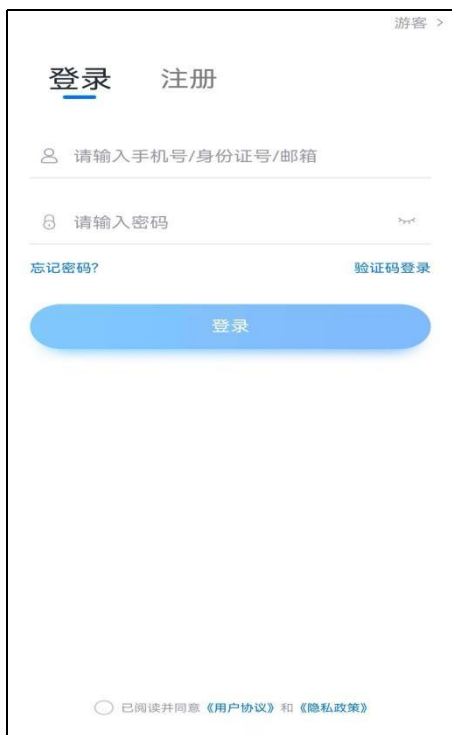 游客 >
登录 注册
请输入手机号/身份证号/邮箱
请输入密码
忘记密码? 验证码登录
登录
已阅读并同意《用户协议》和《隐私政策》